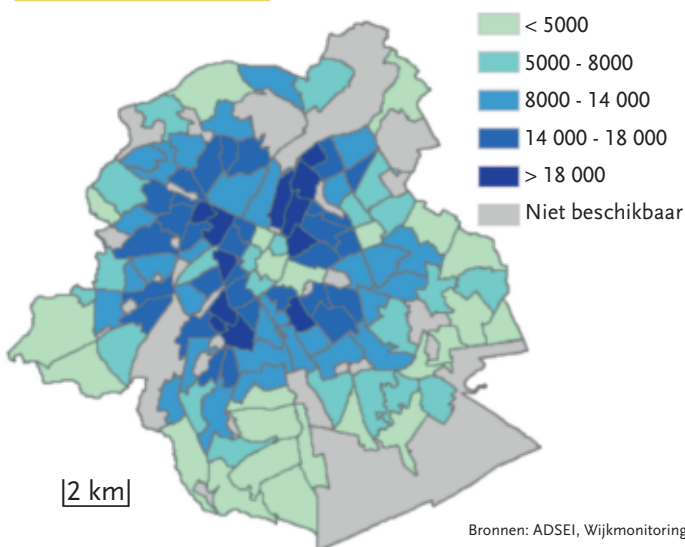 < 5000
5000 - 8000
8000 - 14 000
14 000 - 18 000
> 18 000
Niet beschikbaar
2 km
Bronnen: ADSEI, Wijkmonitoring